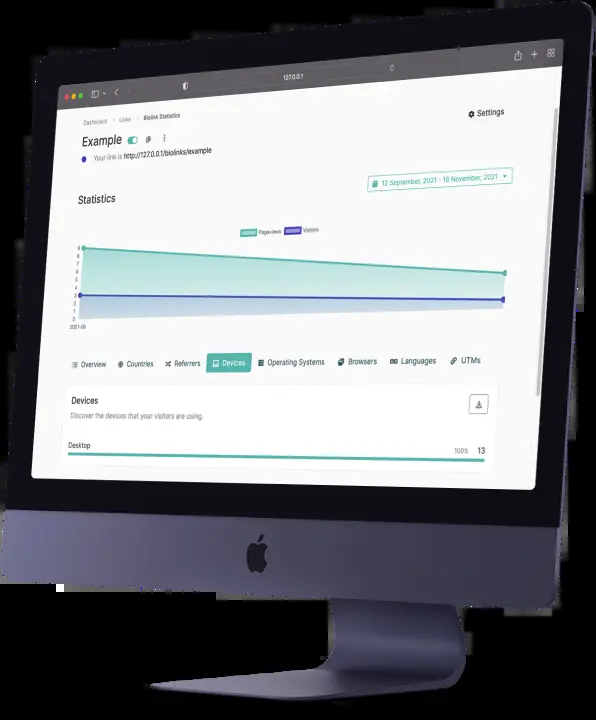 127.0.0.1
Dashboard Links Biolink Statistics
Example
Settings
Your link is http://127.0.0.1/biolinks/example
12 September, 2021 - 16 November, 2021
Statistics
Pageviews Visitors
9
8
7
6
5
4
3
2
1
0
2021-09
Overview Countries Referrers Devices Operating Systems Browsers Languages UTMs
Devices
Discover the devices that your visitors are using.
Desktop 100% 13